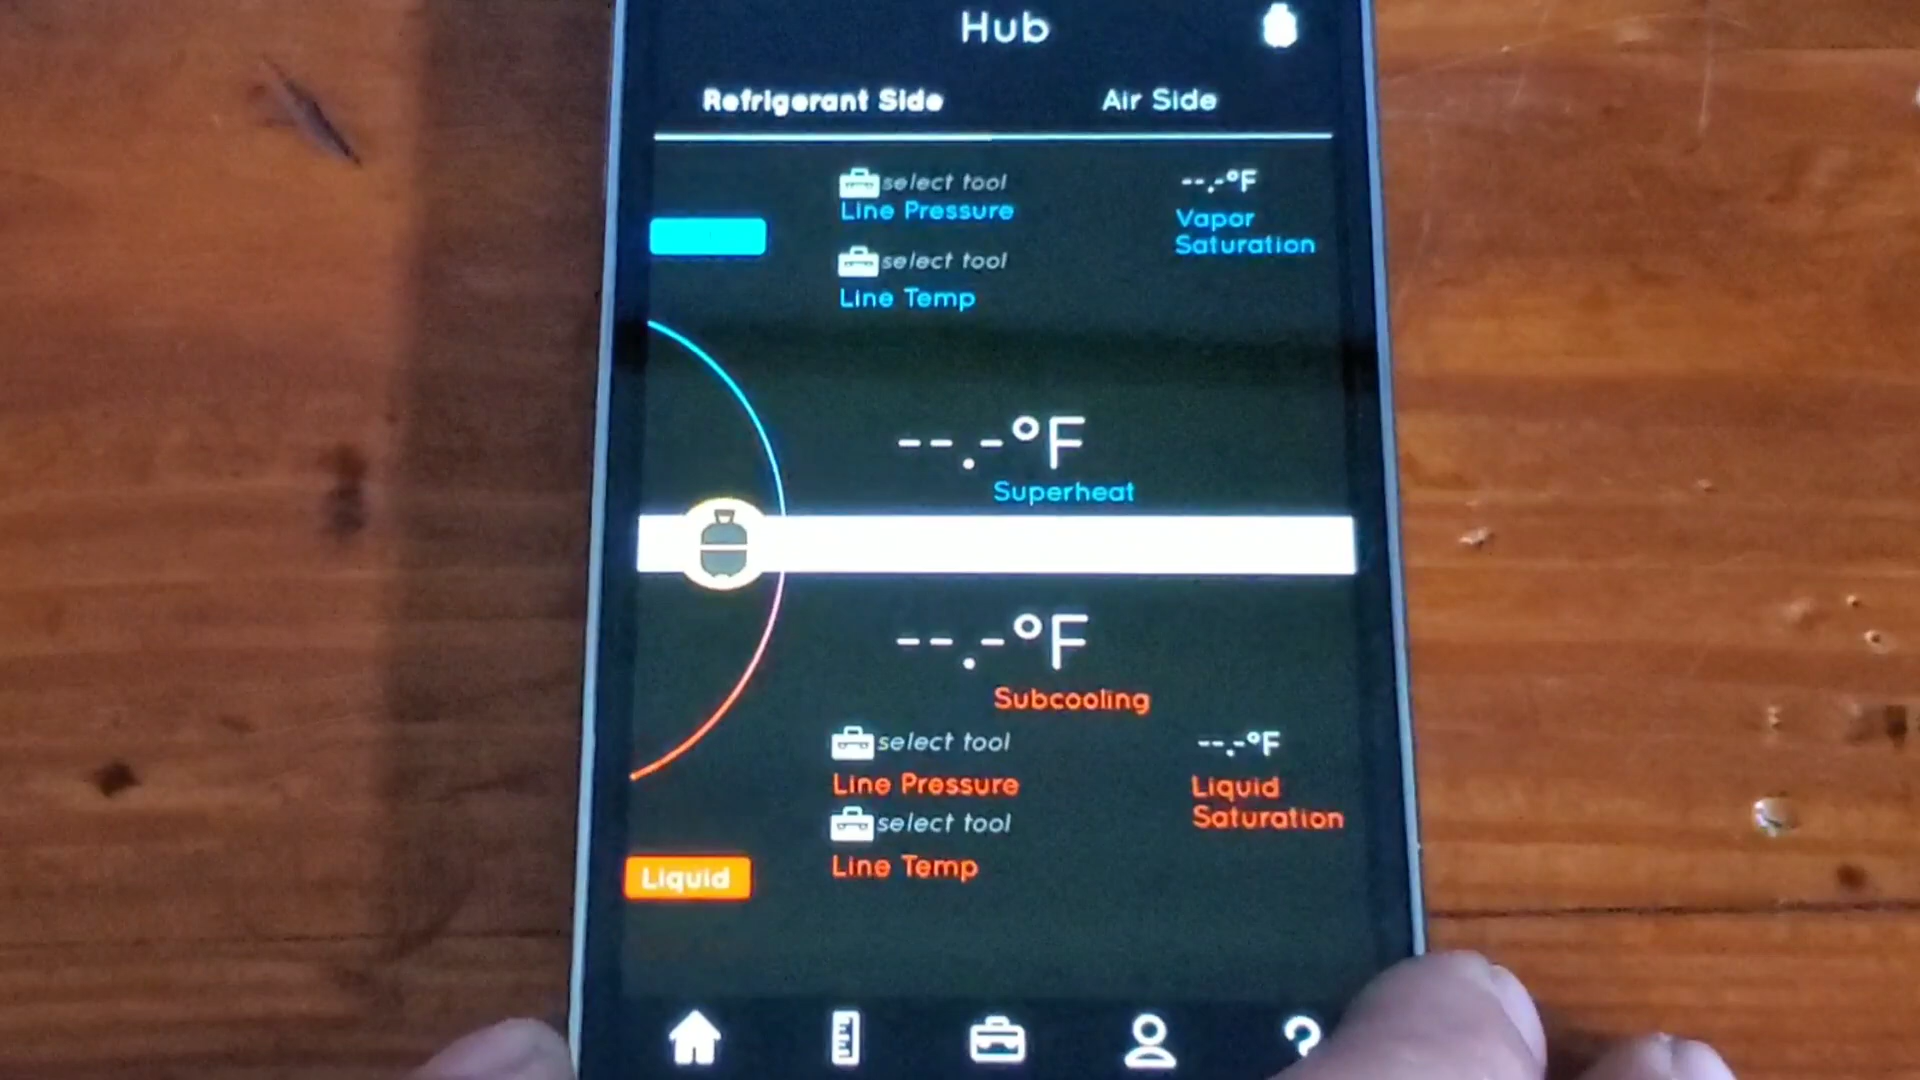 Hub
Refrigerant Side
Air Side
select tool
Line Pressure
--.-°F
Vapor
Saturation
select tool
Line Temp
--.-°F
Superheat
--.-°F
Subcooling
select tool
Line Pressure
--.-°F
Liquid
Saturation
select tool
Line Temp
Liquid
?